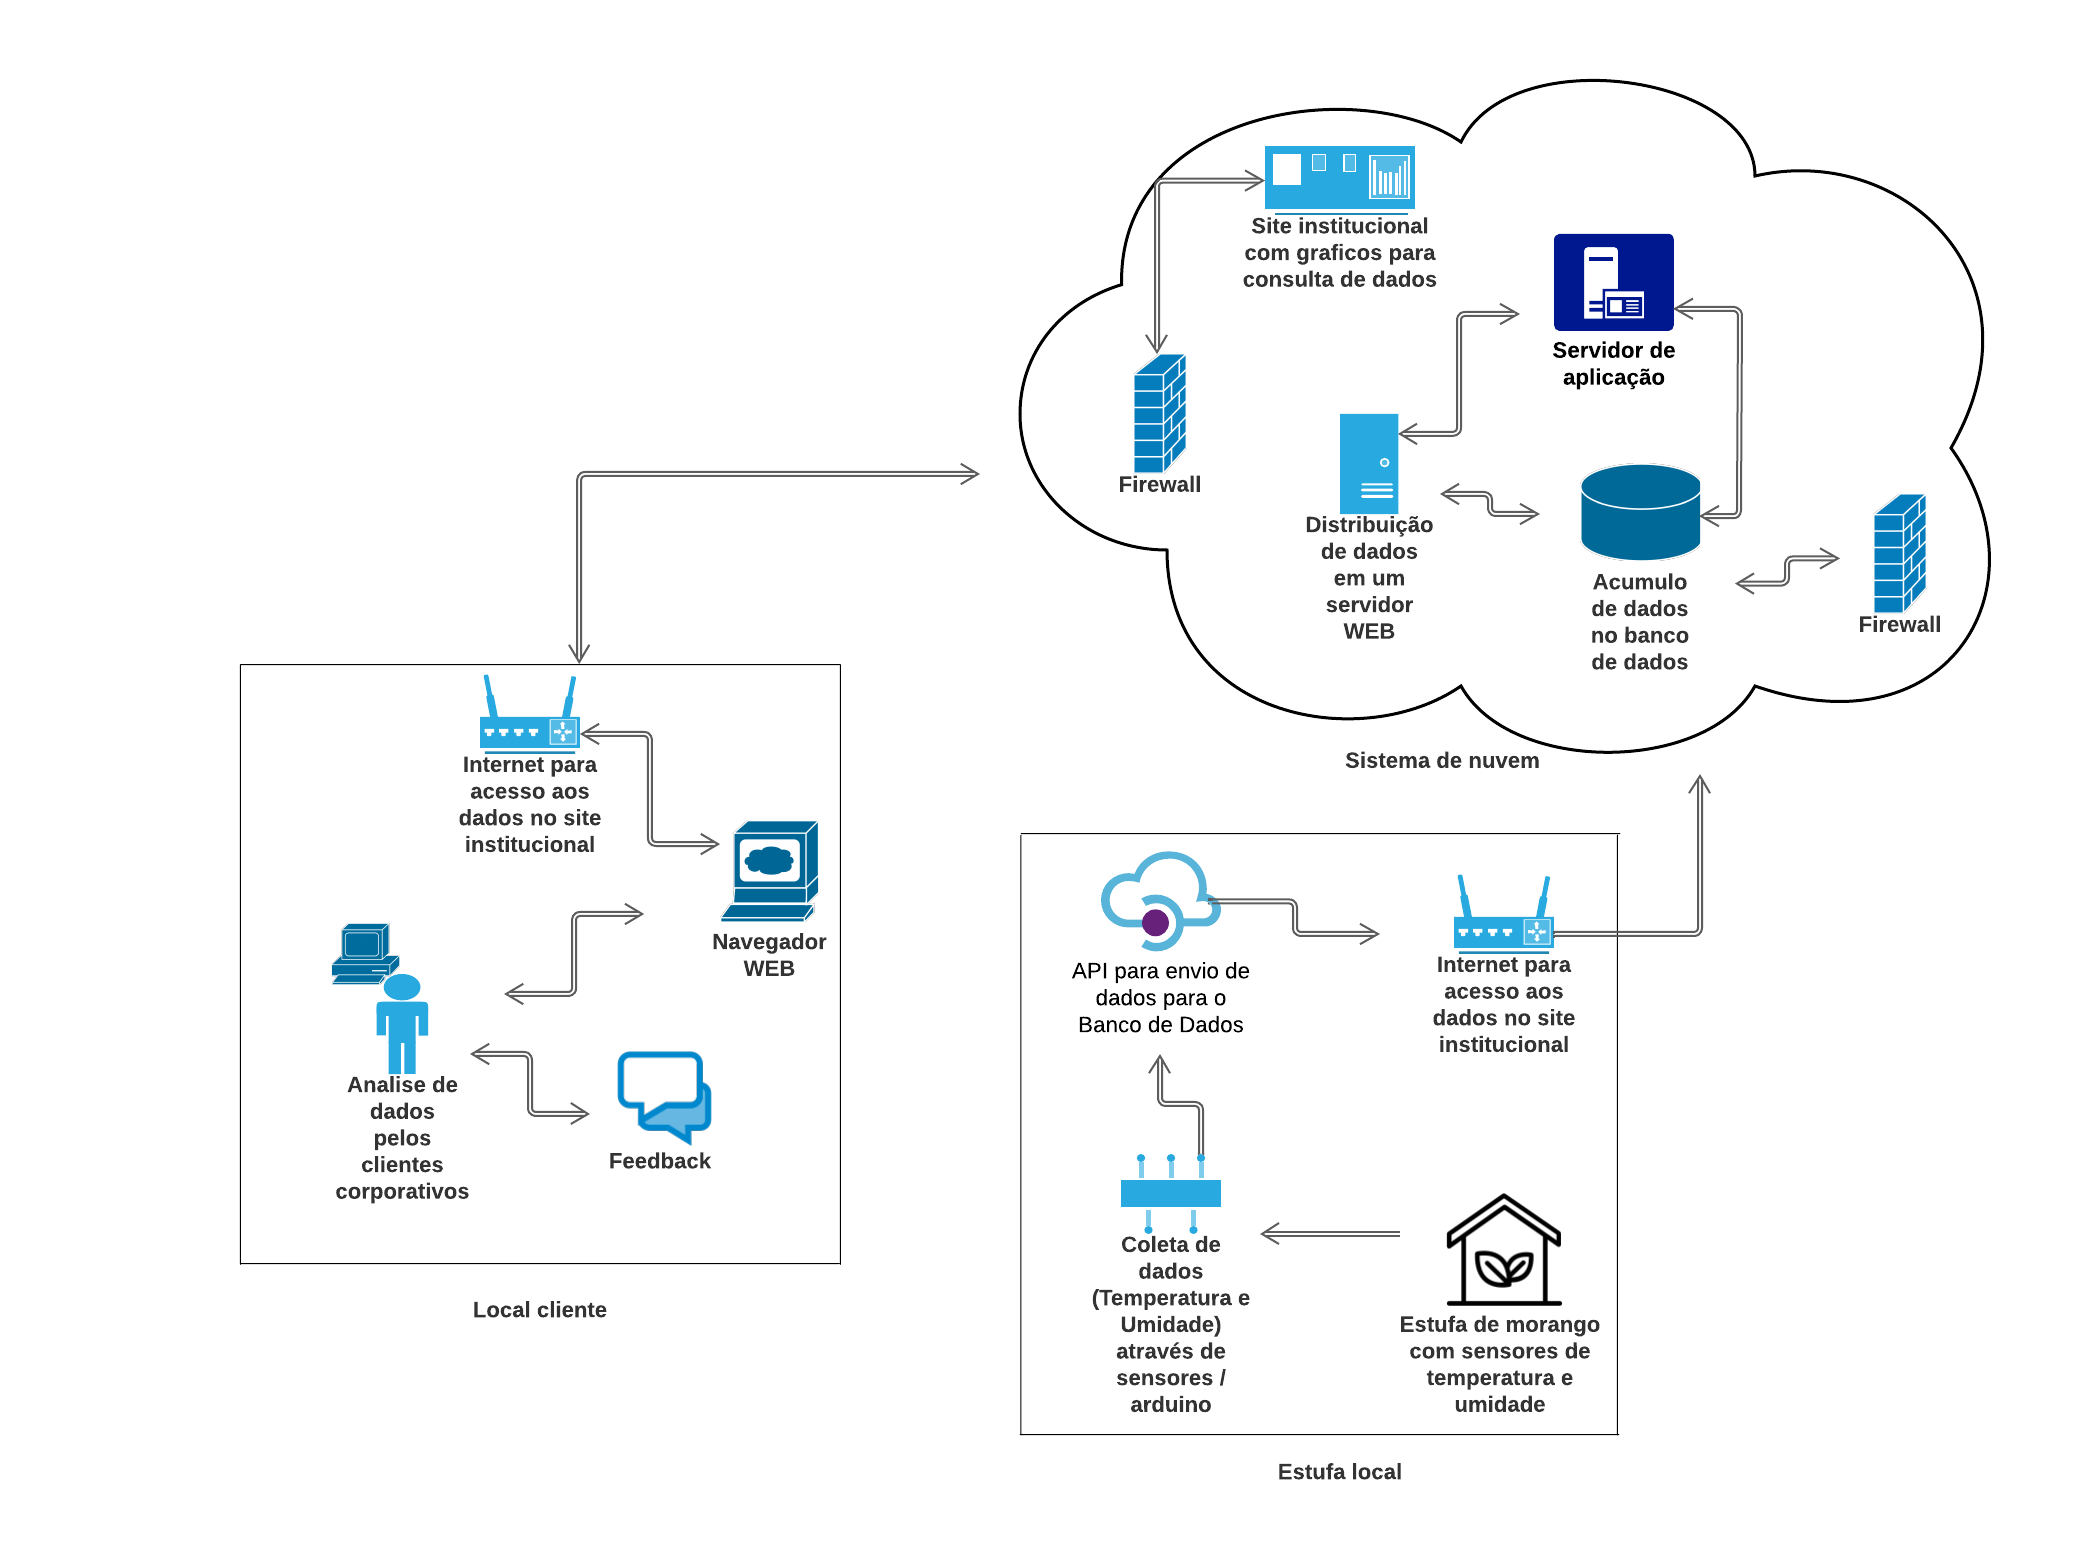 Site institucional
com graficos para
consulta de dados
Servidor de
aplicação
Firewall
Distribuição
de dados
em um
servidor
WEB
Acumulo
de dados
no banco
de dados
Firewall
Sistema de nuvem
Internet para
acesso aos
dados no site
institucional
Navegador
WEB
Analise de
dados
pelos
clientes
corporativos
Feedback
Local cliente
API para envio de
dados para o
Banco de Dados
Internet para
acesso aos
dados no site
institucional
Coleta de
dados
(Temperatura e
Umidade)
através de
sensores /
arduino
Estufa de morango
com sensores de
temperatura e
umidade
Estufa local